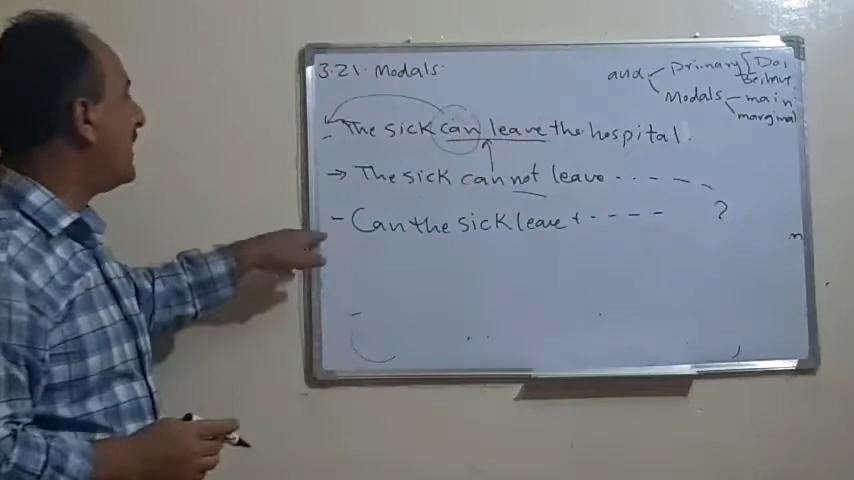 3.21. Modals.
aux primary Do,
Be, have
Modals main
marginal
- The sick can leave the hospital.
→ The sick can not leave - - - - - -
- Can the sick leave + - - - - - ?